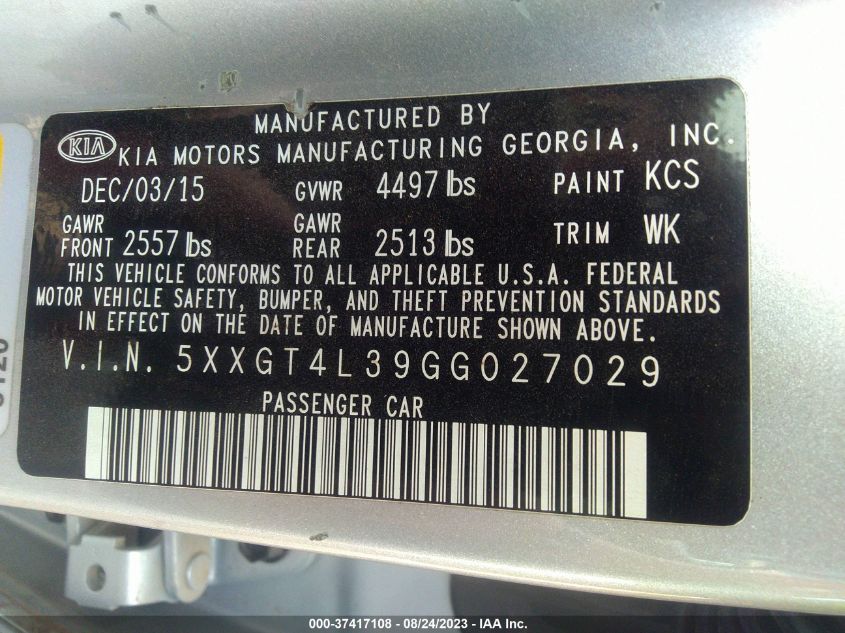 MANUFACTURED BY
KIA KIA MOTORS MANUFACTURING GEORGIA, INC.
DEC/03/15 GVWR 4497 lbs PAINT KCS
GAWR FRONT 2557 lbs GAWR REAR 2513 lbs TRIM WK
THIS VEHICLE CONFORMS TO ALL APPLICABLE U.S.A. FEDERAL
MOTOR VEHICLE SAFETY, BUMPER, AND THEFT PREVENTION STANDARDS
IN EFFECT ON THE DATE OF MANUFACTURE SHOWN ABOVE.
V.I.N. 5XXGT4L39GG027029
PASSENGER CAR
000-37417108 - 08/24/2023 - IAA Inc.